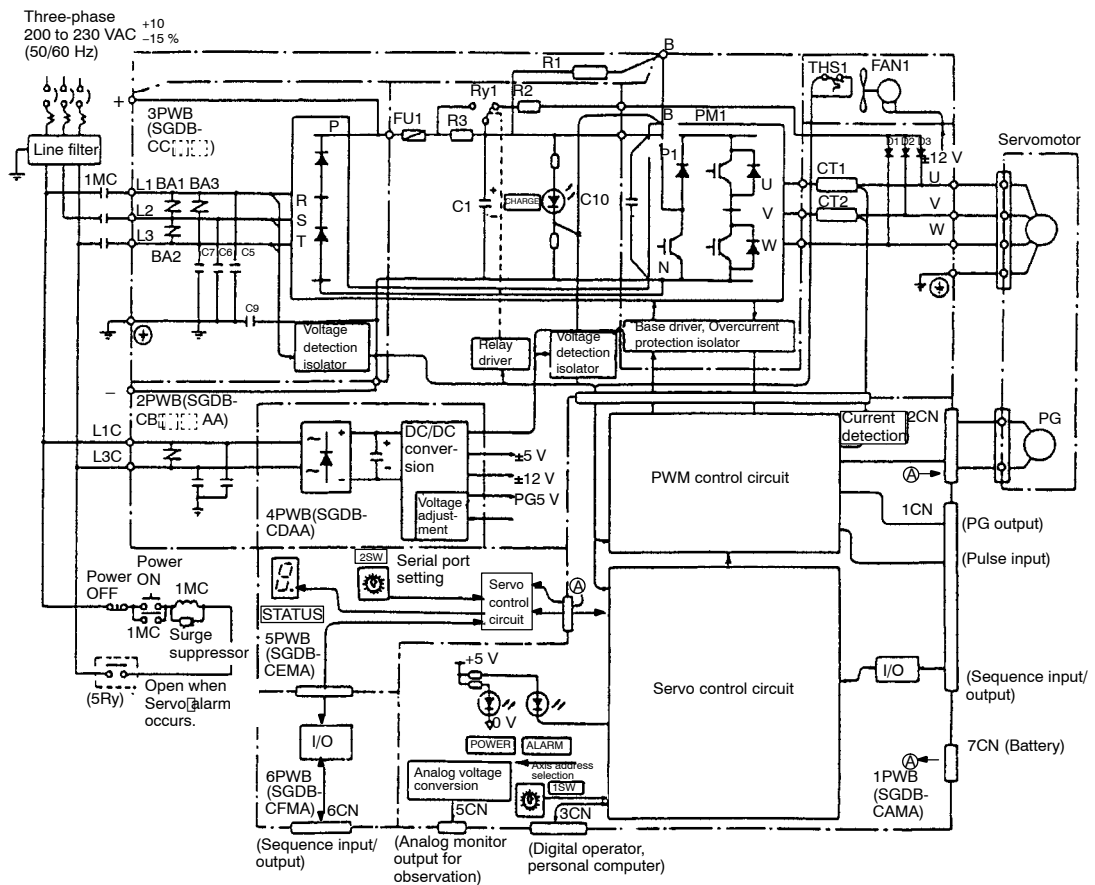 Three-phase
200 to 230 VAC +10 −15 %
(50/60 Hz)
B
R1
THS1
FAN1
+
3PWB
(SGDB-
CC )
FU1
Ry1
R2
R3
B
PM1
Servomotor
Line filter
P
P1
D1 D2 D3
±12 V
1MC
L1
BA1
BA3
R
C1
CHARGE
C10
U
CT1
U
L2
S
V
CT2
V
L3
T
W
W
BA2
C7
C6
C5
N
C9
Voltage
detection
isolator
Relay
driver
Voltage
detection
isolator
Base driver, Overcurrent
protection isolator
−
2PWB(SGDB-
CB AA)
L1C
L3C
~
~
+
-
+
DC/DC
conver-
sion
±5 V
±12 V
PG5 V
Voltage
adjust-
ment
4PWB(SGDB-
CDAA)
PWM control circuit
Current
detection
2CN
PG
A
1CN
(PG output)
(Pulse input)
2SW
Serial port
setting
Power
OFF
Power
ON
1MC
1MC
Surge
suppressor
STATUS
Servo
control
circuit
A
5PWB
(SGDB-
CEMA)
(5Ry)
Open when
Servo alarm
occurs.
+5 V
0 V
Servo control circuit
I/O
(Sequence input/
output)
I/O
POWER
ALARM
Analog voltage
conversion
Axis address
selection
1SW
7CN (Battery)
A
1PWB
(SGDB-
CAMA)
6PWB
(SGDB-
CFMA)
6CN
5CN
3CN
(Sequence input/
output)
(Analog monitor
output for
observation)
(Digital operator,
personal computer)